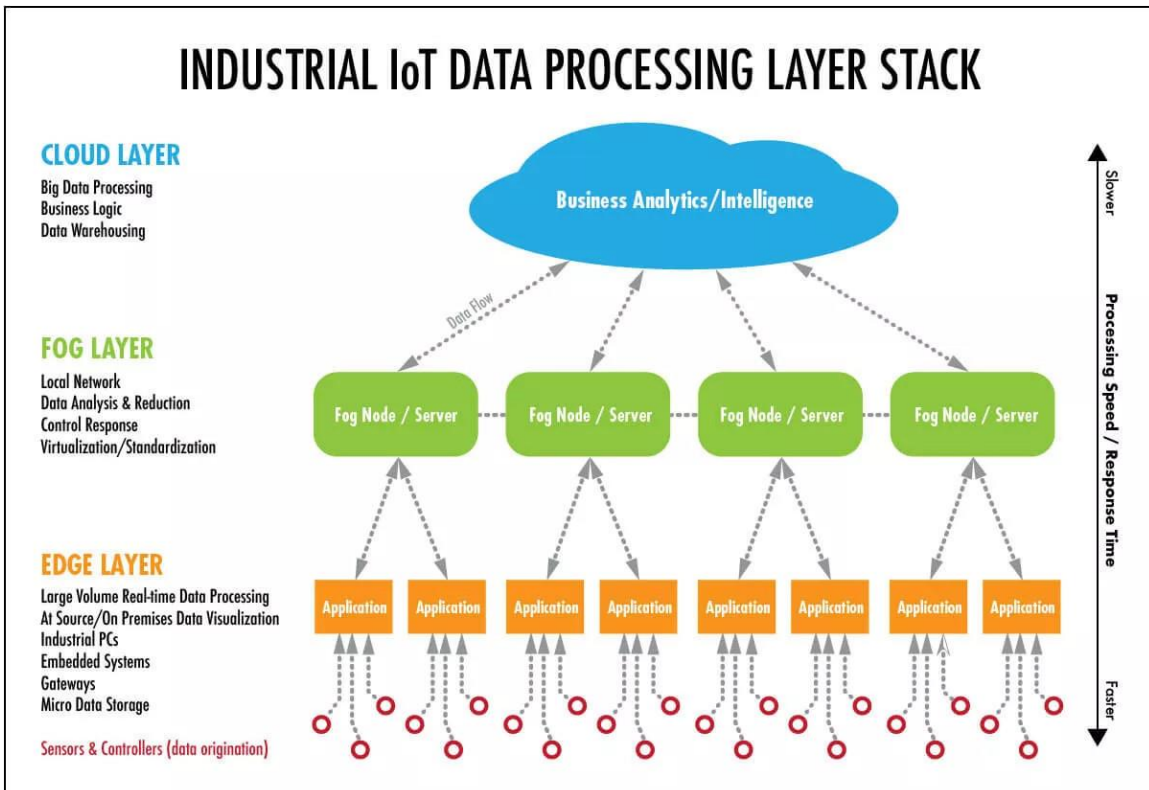 INDUSTRIAL IoT DATA PROCESSING LAYER STACK
CLOUD LAYER
Big Data Processing
Business Logic
Data Warehousing
Business Analytics/Intelligence
Slower
Data Flow
Processing Speed / Response Time
FOG LAYER
Local Network
Data Analysis & Reduction
Control Response
Virtualization/Standardization
Fog Node / Server
Fog Node / Server
Fog Node / Server
Fog Node / Server
EDGE LAYER
Large Volume Real-time Data Processing
At Source/On Premises Data Visualization
Industrial PCs
Embedded Systems
Gateways
Micro Data Storage
Application
Application
Application
Application
Application
Application
Application
Application
Faster
Sensors & Controllers (data origination)